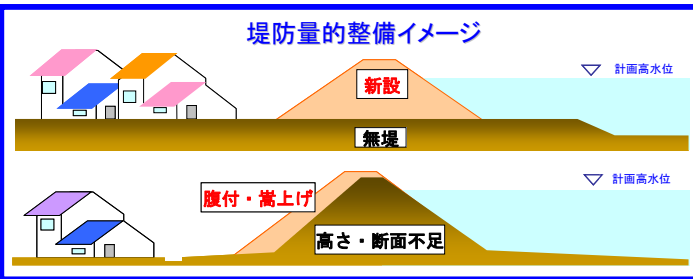 堤防量的整備イメージ
計画高水位
新設
無堤
計画高水位
腹付・嵩上げ
高さ・断面不足